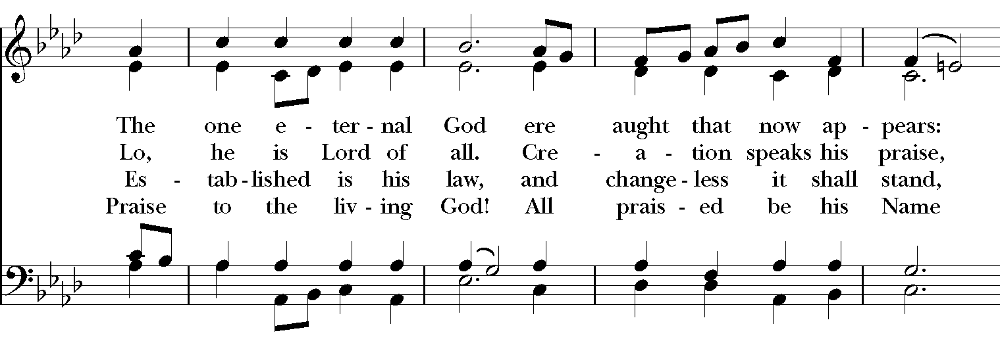 The one e - ter - nal God ere aught that now ap - pears:
Lo, he is Lord of all. Cre - a - tion speaks his praise,
Es - tab - lished is his law, and change - less it shall stand,
Praise to the liv - ing God! All prais - ed be his Name